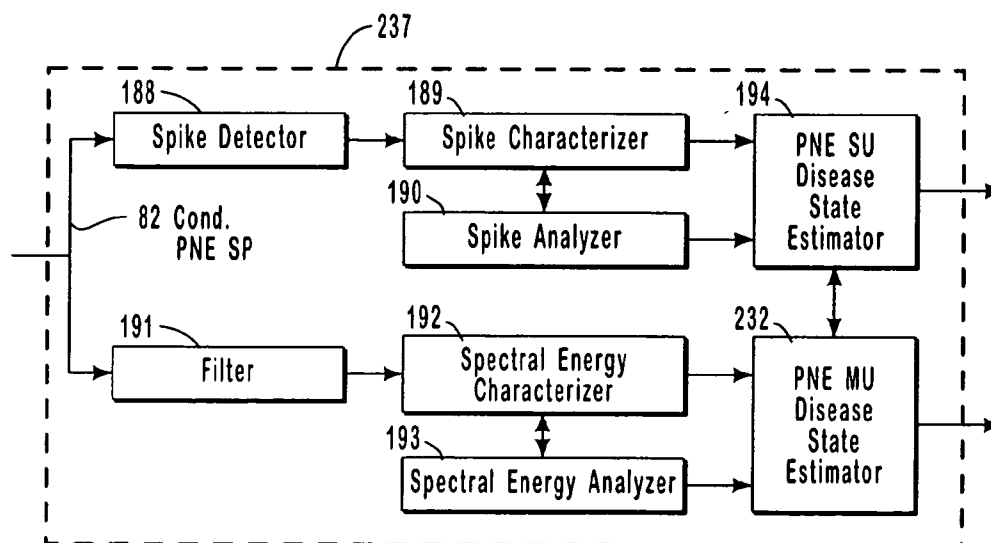 237
188
Spike Detector
189
Spike Characterizer
194
PNE SU
Disease
State
Estimator
190
Spike Analyzer
82 Cond.
PNE SP
191
Filter
192
Spectral Energy
Characterizer
232
PNE MU
Disease
State
Estimator
193
Spectral Energy Analyzer